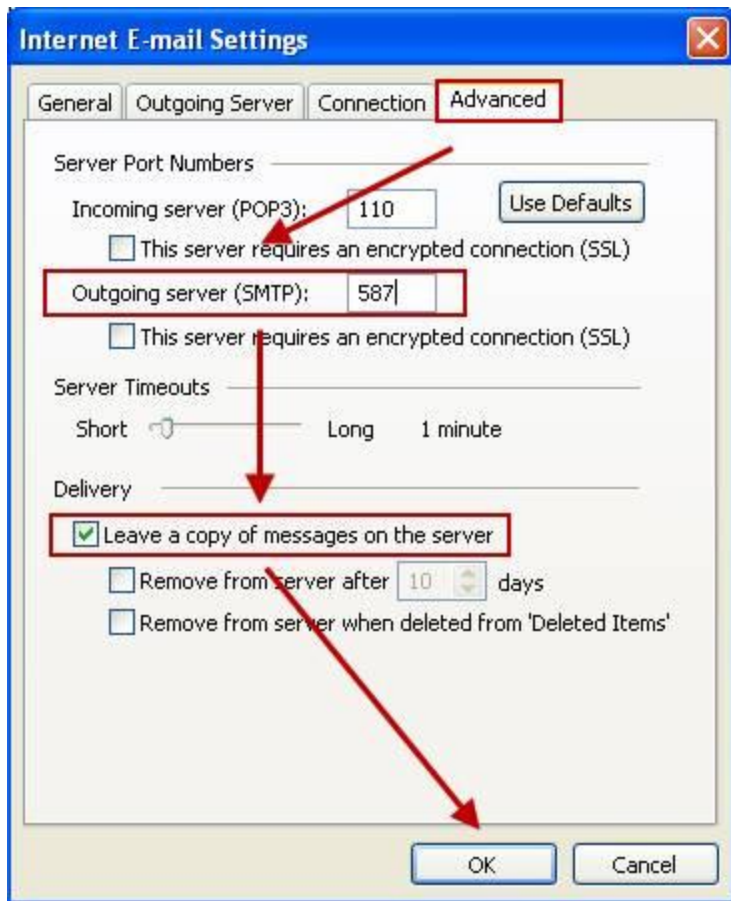 Internet E-mail Settings
General Outgoing Server Connection Advanced
Server Port Numbers
Incoming server (POP3): 110 Use Defaults
This server requires an encrypted connection (SSL)
Outgoing server (SMTP): 587
This server requires an encrypted connection (SSL)
Server Timeouts
Short Long 1 minute
Delivery
Leave a copy of messages on the server
Remove from server after 10 days
Remove from server when deleted from 'Deleted Items'
OK Cancel